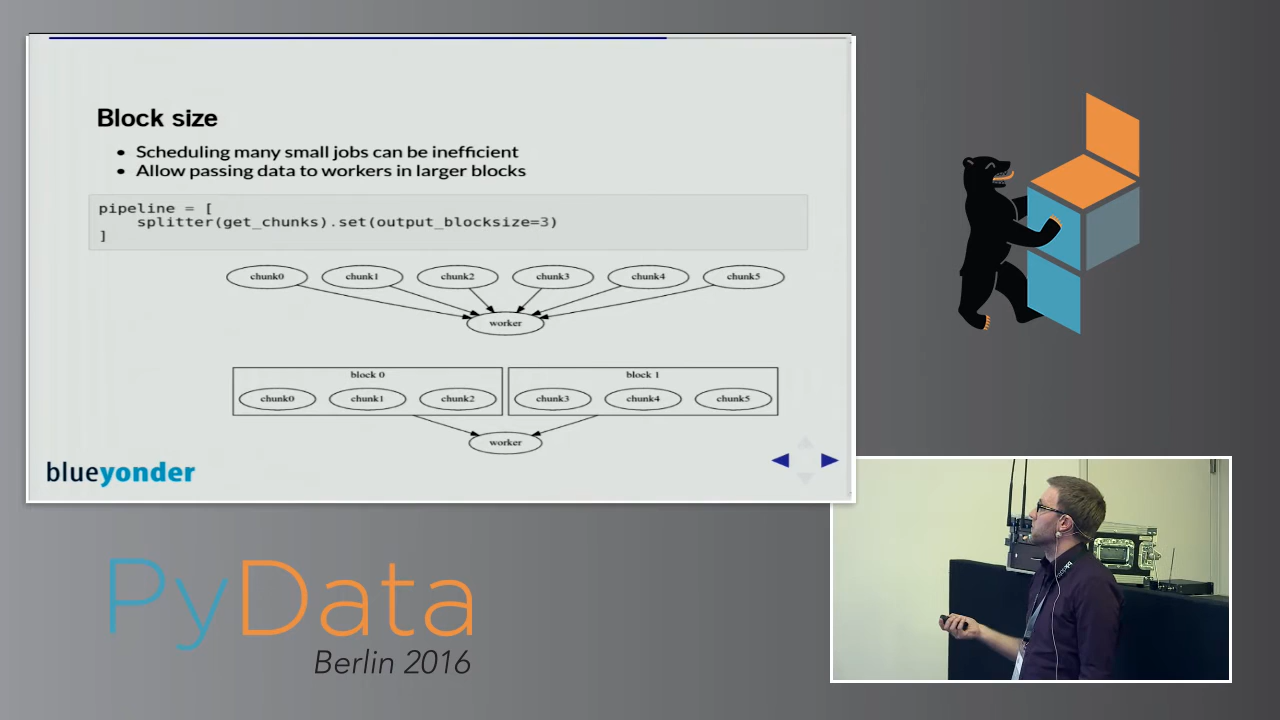 Block size
• Scheduling many small jobs can be inefficient
• Allow passing data to workers in larger blocks
pipeline = [
    splitter(get_chunks).set(output_blocksize=3)
]
chunk0 chunk1 chunk2 chunk3 chunk4 chunk5
worker
block 0 block 1
chunk0 chunk1 chunk2 chunk3 chunk4 chunk5
worker
blueyonder
PyData
Berlin 2016